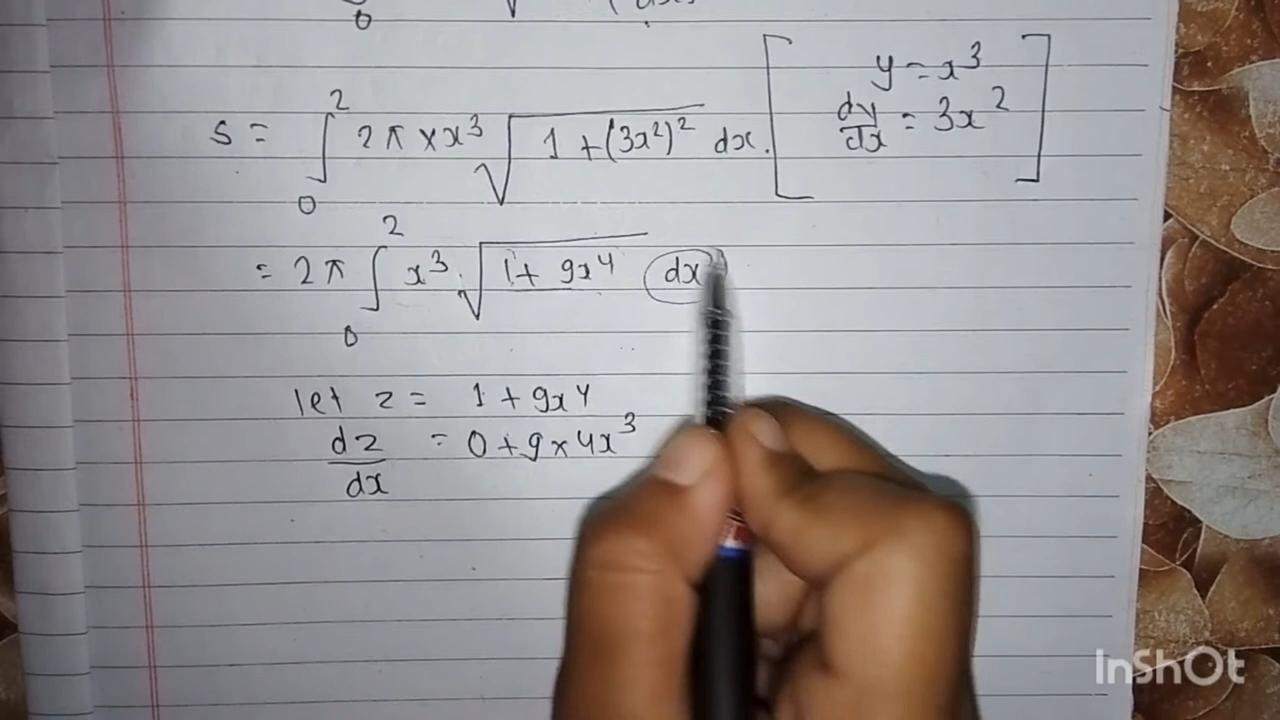 0
S = ∫₀² 2π × x³ √(1 + (3x²)²) dx. [ y = x³
dy/dx = 3x² ]
= 2π ∫₀² x³. √(1 + 9x⁴) dx
let z = 1 + 9x⁴
dz/dx = 0 + 9 × 4x³
InShOt